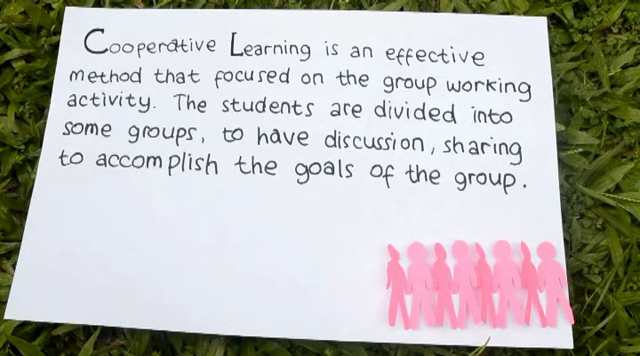 Cooperative Learning is an effective
method that focused on the group working
activity. The students are divided into
some groups, to have discussion, sharing
to accomplish the goals of the group.